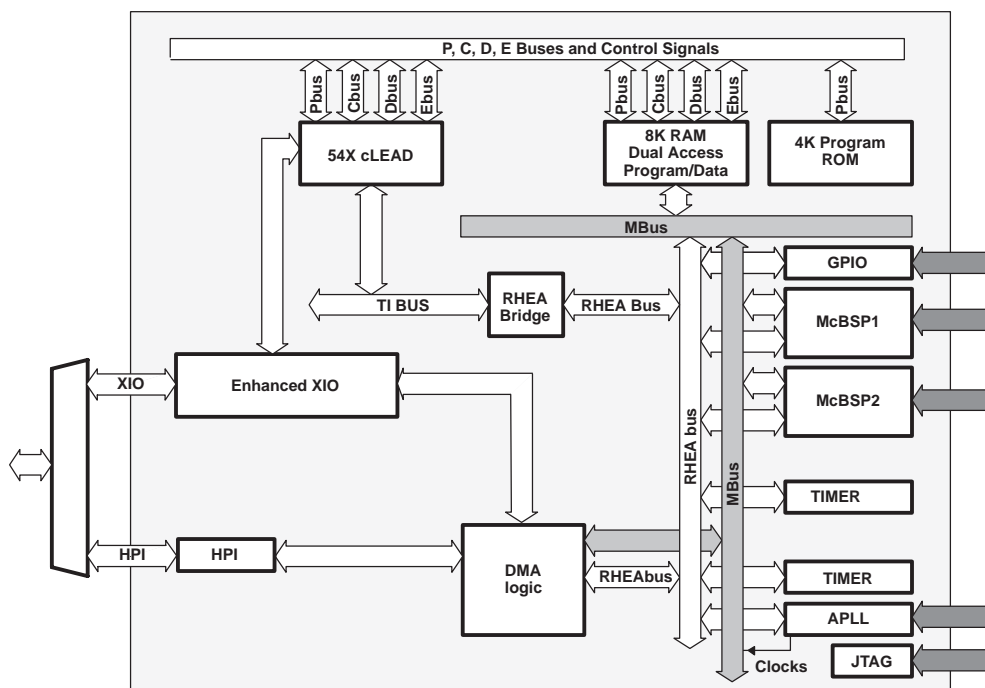 P, C, D, E Buses and Control Signals
Pbus
Cbus
Dbus
Ebus
Pbus
Cbus
Dbus
Ebus
Pbus
54X cLEAD
8K RAM
Dual Access
Program/Data
4K Program
ROM
MBus
GPIO
TI BUS
RHEA
Bridge
RHEA Bus
McBSP1
XIO
Enhanced XIO
McBSP2
RHEA bus
MBus
TIMER
HPI
HPI
DMA
logic
RHEAbus
TIMER
APLL
Clocks
JTAG